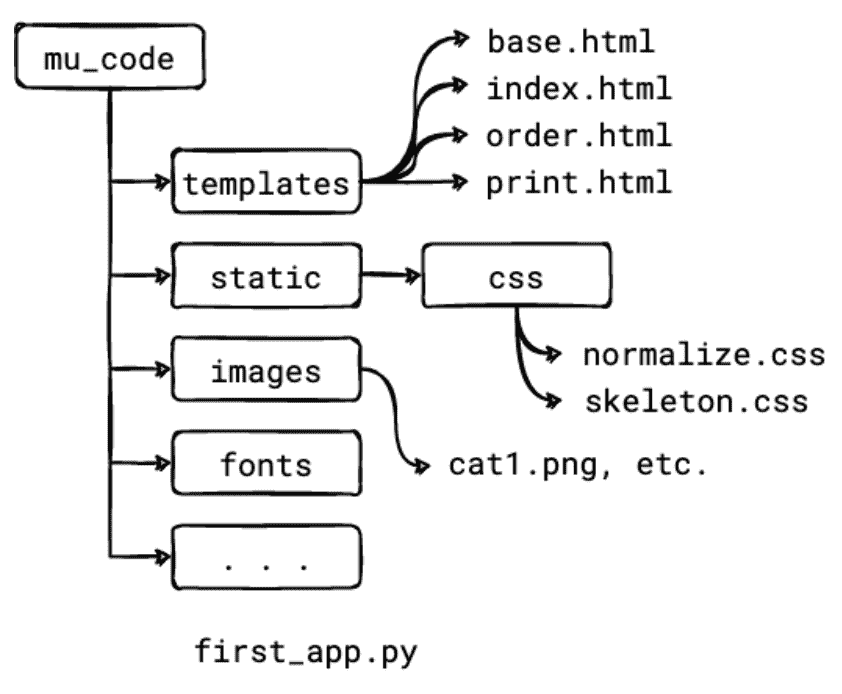 mu_code
base.html
index.html
order.html
print.html
templates
static
css
normalize.css
skeleton.css
images
cat1.png, etc.
fonts
. . .
first_app.py